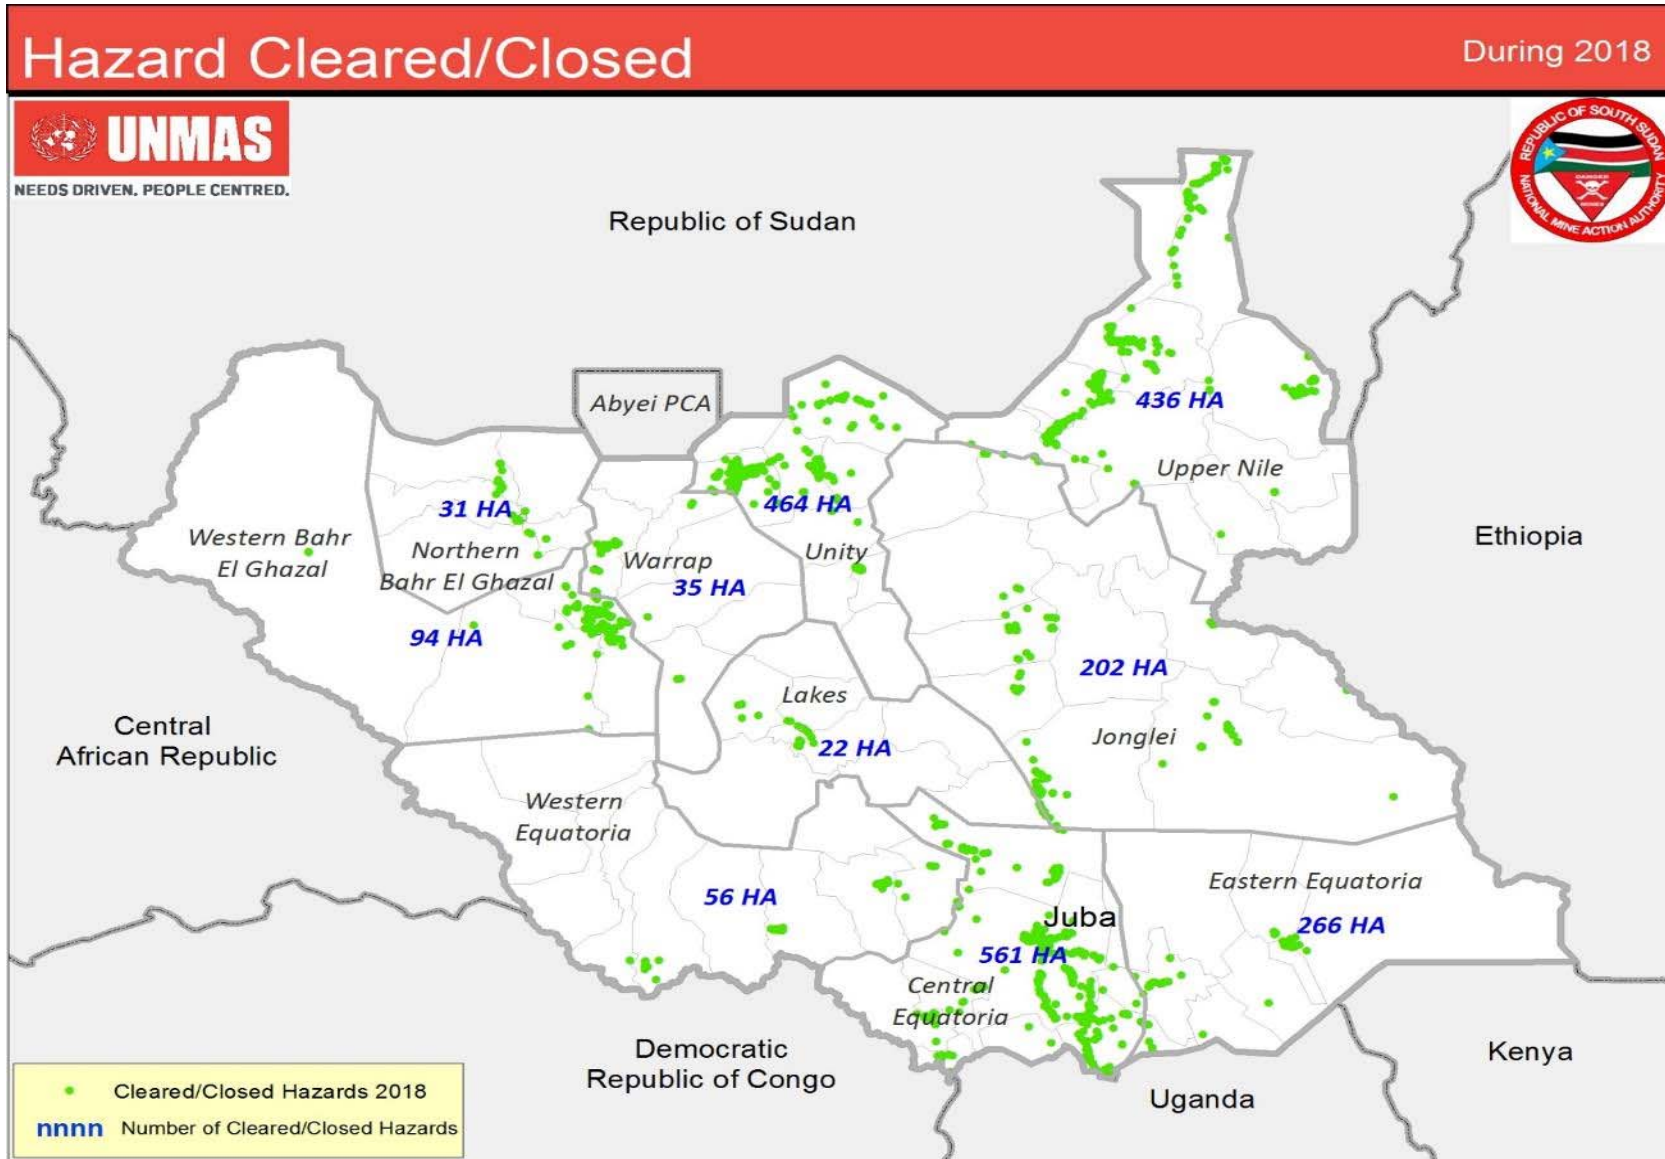 Hazard Cleared/Closed
During 2018
UNMAS
NEEDS DRIVEN. PEOPLE CENTRED.
REPUBLIC OF SOUTH SUDAN
DANGER
NATIONAL MINE ACTION AUTHORITY
Republic of Sudan
Abyei PCA
436 HA
Upper Nile
31 HA
464 HA
Western Bahr
El Ghazal
Northern
Bahr El Ghazal
Warrap
35 HA
Unity
Ethiopia
94 HA
202 HA
Lakes
22 HA
Jonglei
Central
African Republic
Western
Equatoria
56 HA
Eastern Equatoria
266 HA
Juba
561 HA
Central
Equatoria
Democratic
Republic of Congo
Kenya
Uganda
Cleared/Closed Hazards 2018
nnnn Number of Cleared/Closed Hazards